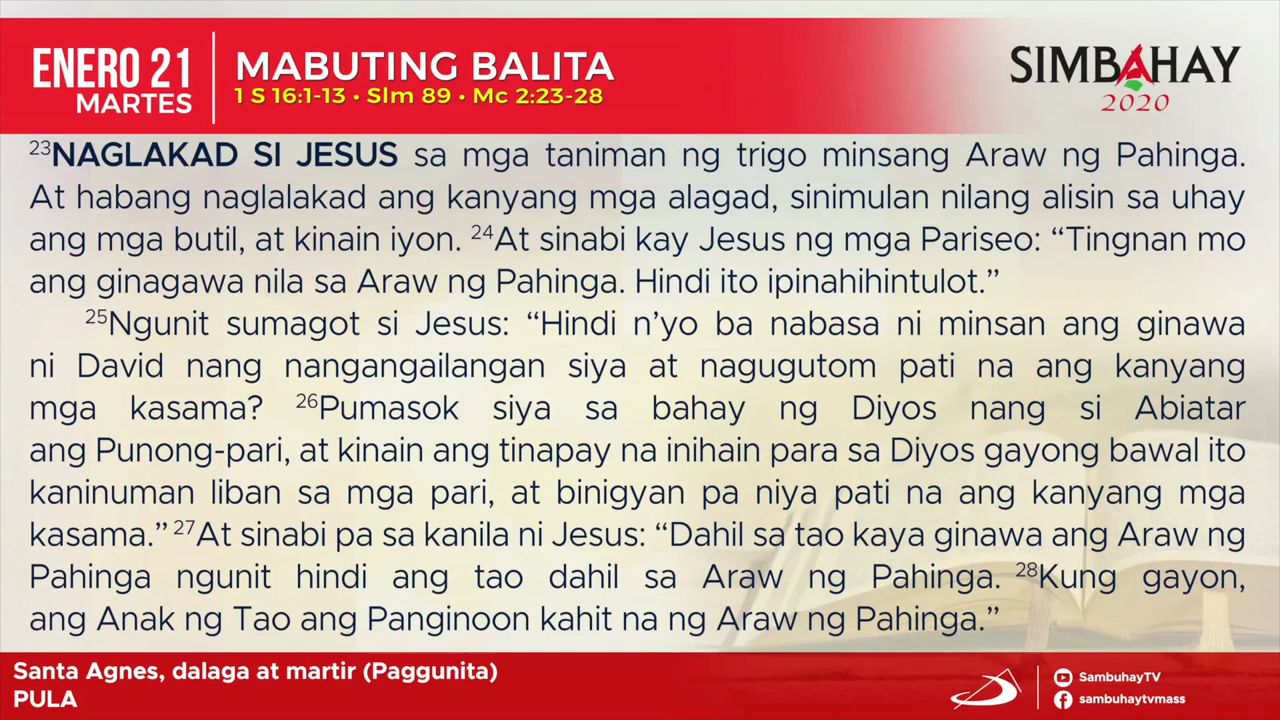 ENERO 21
MARTES
MABUTING BALITA
1 S 16:1-13 • Slm 89 • Mc 2:23-28
SIMBAHAY
2020
23NAGLAKAD SI JESUS sa mga taniman ng trigo minsang Araw ng Pahinga.
At habang naglalakad ang kanyang mga alagad, sinimulan nilang alisin sa uhay
ang mga butil, at kinain iyon. 24At sinabi kay Jesus ng mga Pariseo: “Tingnan mo
ang ginagawa nila sa Araw ng Pahinga. Hindi ito ipinahihintulot.”
25Ngunit sumagot si Jesus: “Hindi n’yo ba nabasa ni minsan ang ginawa
ni David nang nangangailangan siya at nagugutom pati na ang kanyang
mga kasama? 26Pumasok siya sa bahay ng Diyos nang si Abiatar
ang Punong-pari, at kinain ang tinapay na inihain para sa Diyos gayong bawal ito
kaninuman liban sa mga pari, at binigyan pa niya pati na ang kanyang mga
kasama.” 27At sinabi pa sa kanila ni Jesus: “Dahil sa tao kaya ginawa ang Araw ng
Pahinga ngunit hindi ang tao dahil sa Araw ng Pahinga. 28Kung gayon,
ang Anak ng Tao ang Panginoon kahit na ng Araw ng Pahinga.”
Santa Agnes, dalaga at martir (Paggunita)
PULA
SambuhayTV
sambuhaytvmass